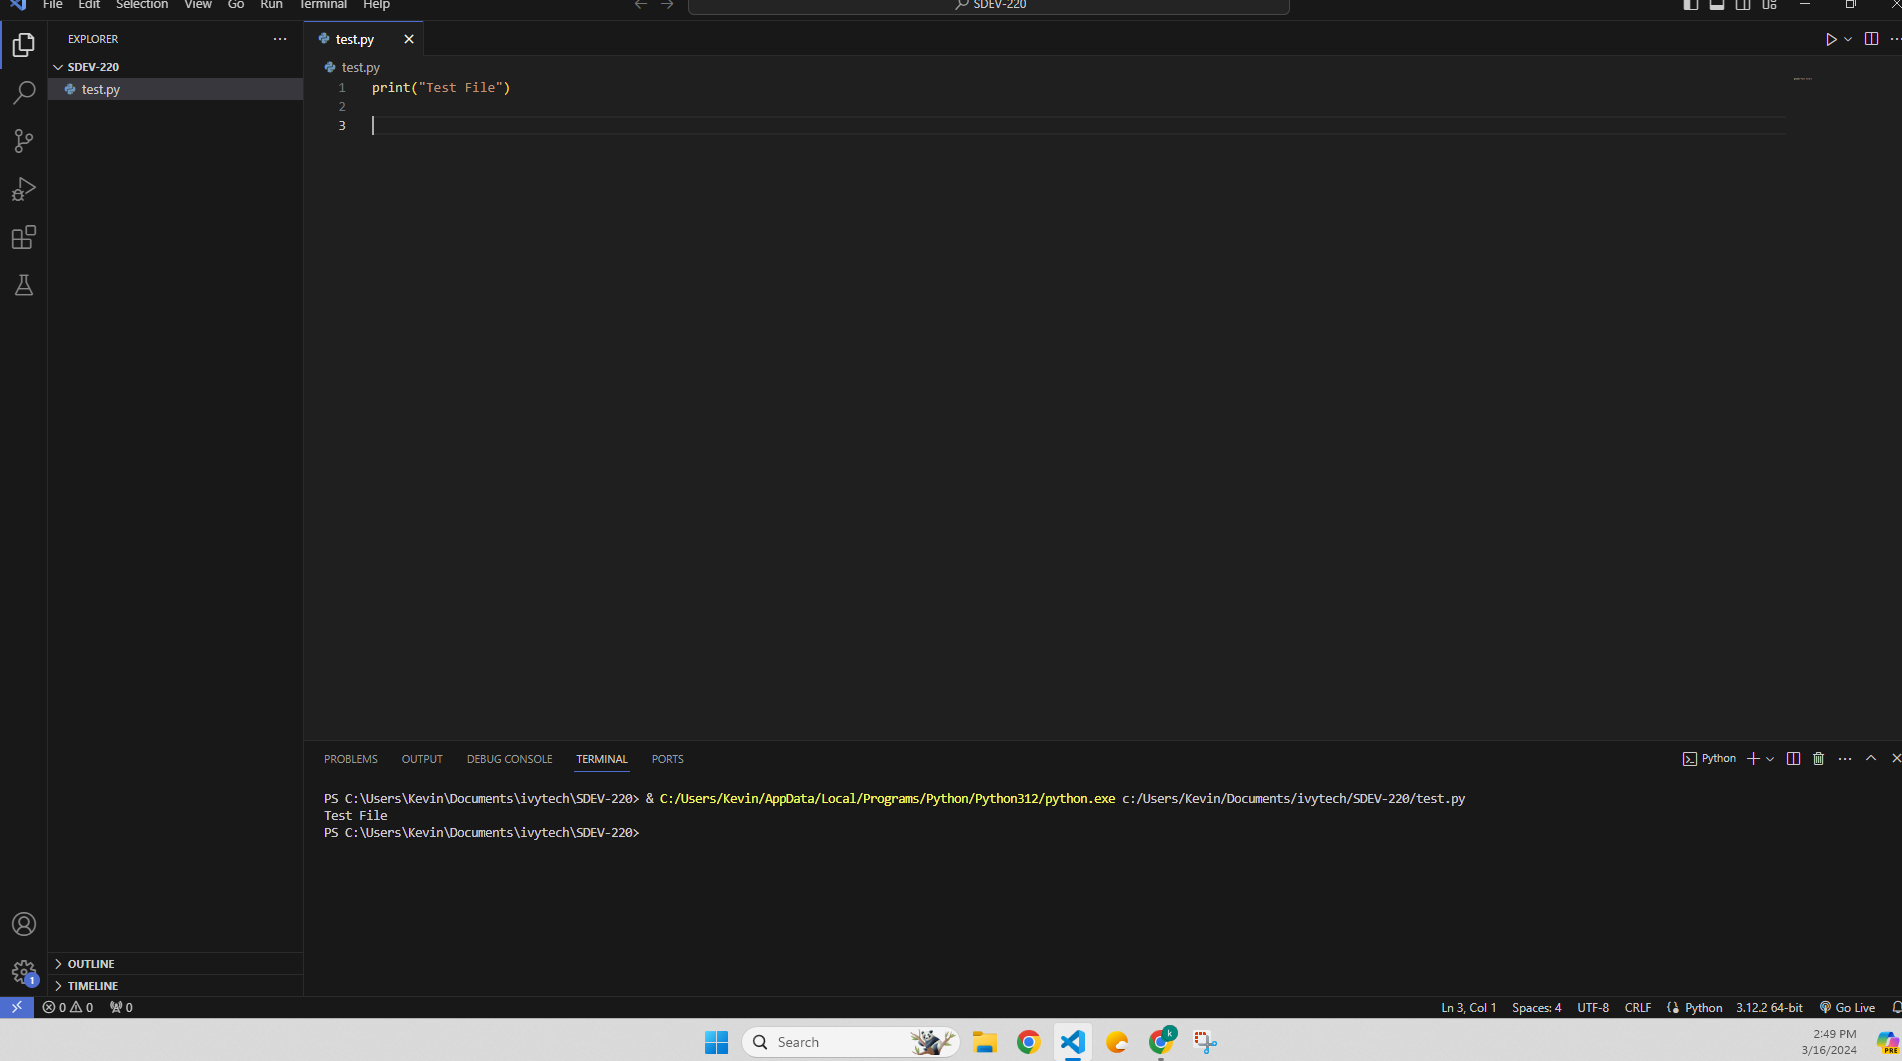 File Edit Selection View Go Run Terminal Help
SDEV-220
EXPLORER
test.py
SDEV-220
test.py
test.py
1 print("Test File")
2
3
PROBLEMS OUTPUT DEBUG CONSOLE TERMINAL PORTS
Python
PS C:\Users\Kevin\Documents\ivytech\SDEV-220> & C:/Users/Kevin/AppData/Local/Programs/Python/Python312/python.exe c:/Users/Kevin/Documents/ivytech/SDEV-220/test.py
Test File
PS C:\Users\Kevin\Documents\ivytech\SDEV-220>
OUTLINE
1
TIMELINE
0 0 0
Ln 3, Col 1 Spaces: 4 UTF-8 CRLF Python 3.12.2 64-bit Go Live
Search
k
2:49 PM
3/16/2024
PRE